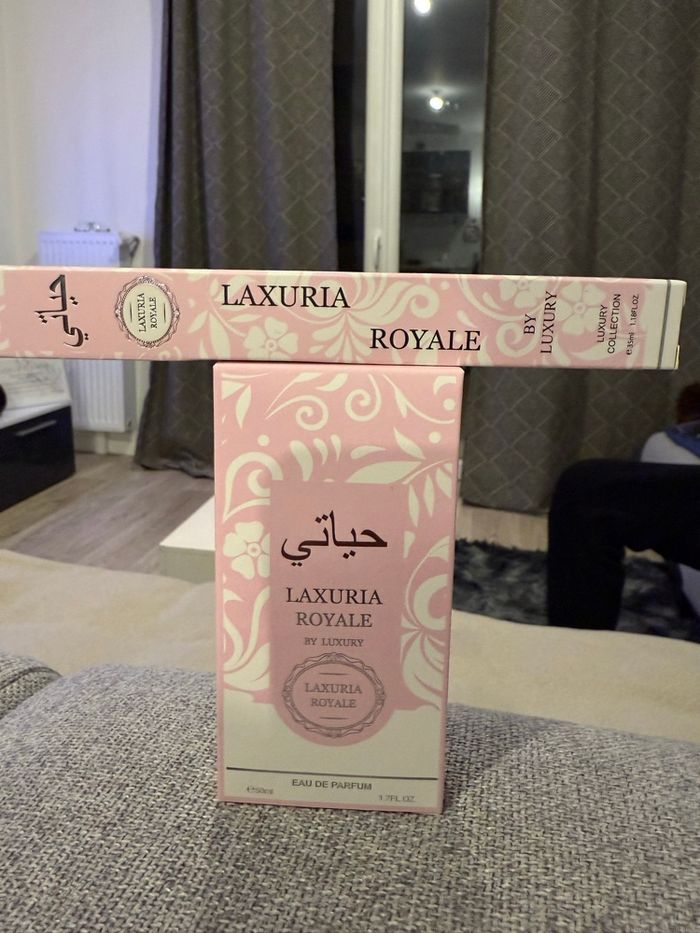 حياتي
LAXURIA
ROYALE
LAXURIA
ROYALE
BY
LUXURY
LUXURY
COLLECTION
e35ml 1.18FL.OZ
حياتي
LAXURIA
ROYALE
BY LUXURY
LAXURIA
ROYALE
EAU DE PARFUM
e50ml
1.7FL.OZ.